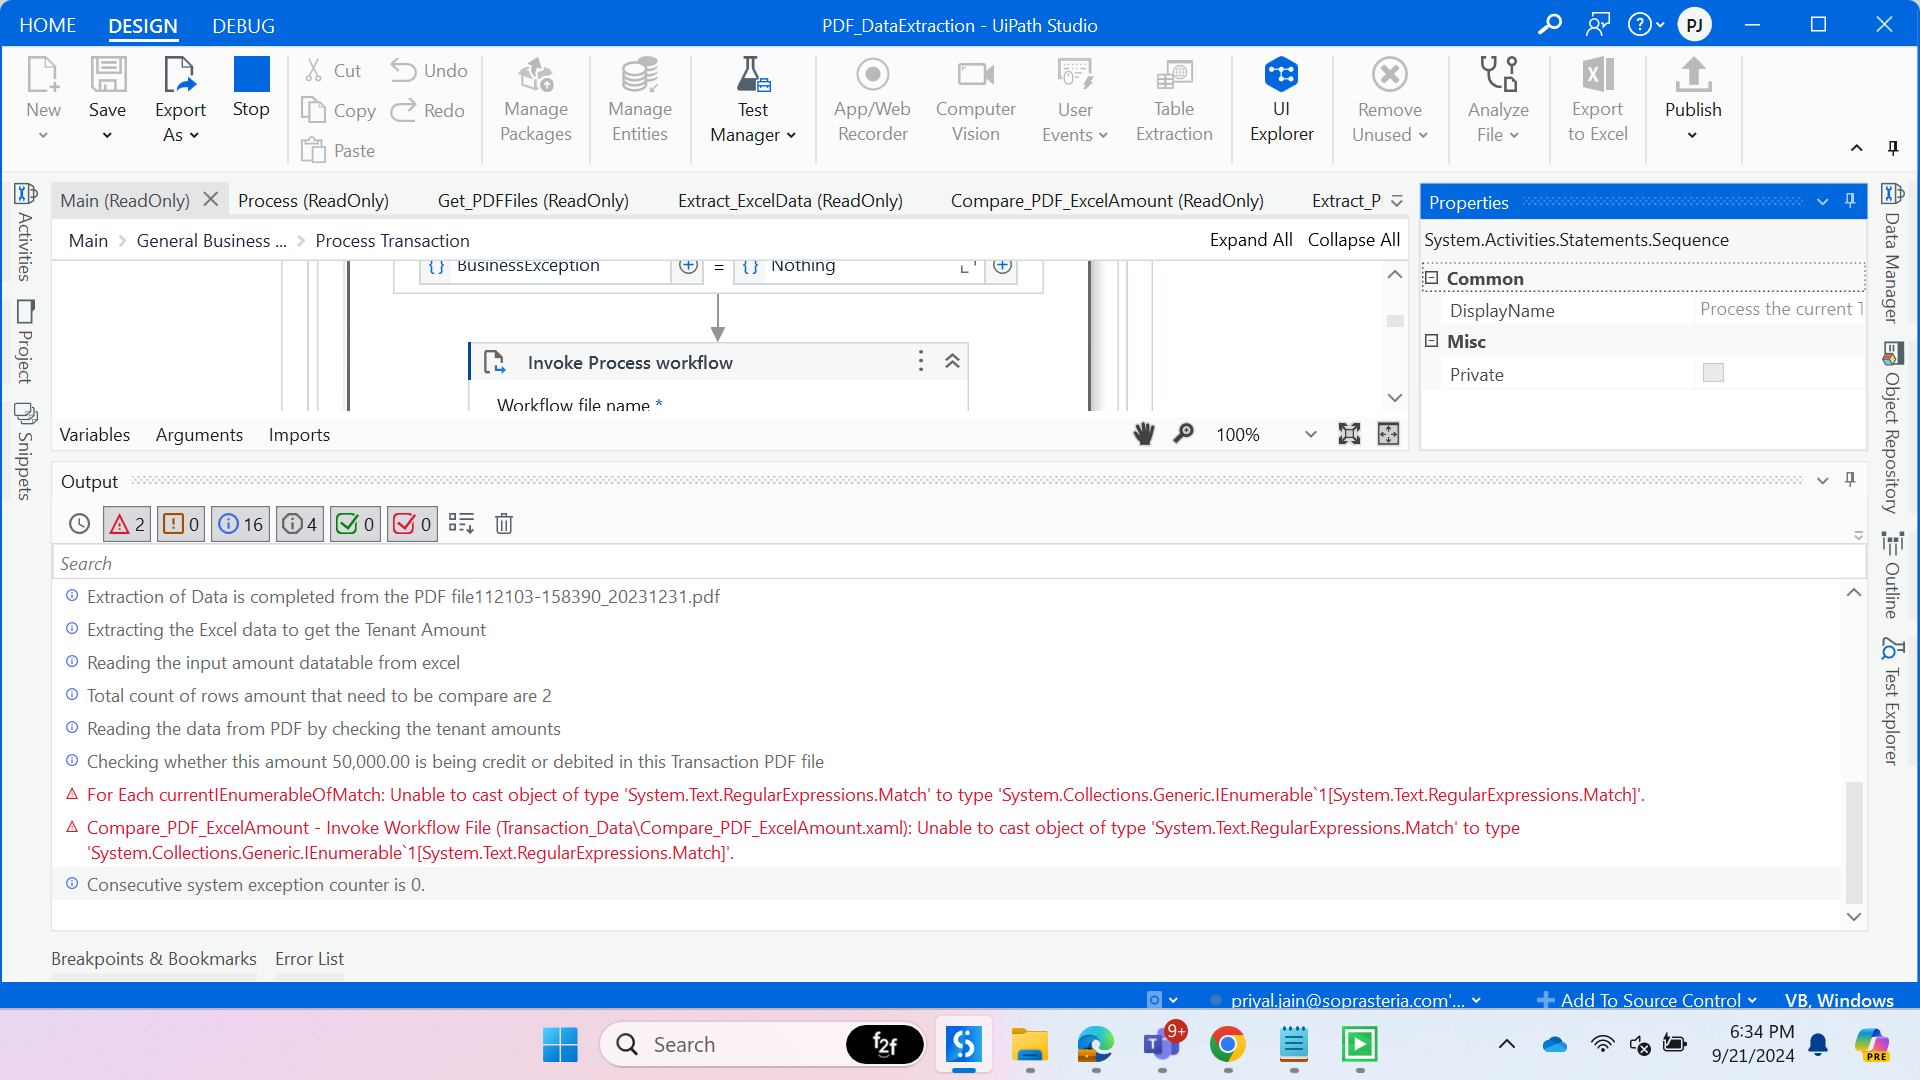 HOME DESIGN DEBUG PDF_DataExtraction - UiPath Studio PJ
New Save Export As Stop Cut Copy Paste Undo Redo Manage Packages Manage Entities Test Manager App/Web Recorder Computer Vision User Events Table Extraction UI Explorer Remove Unused Analyze File Export to Excel Publish
Main (ReadOnly) Process (ReadOnly) Get_PDFFiles (ReadOnly) Extract_ExcelData (ReadOnly) Compare_PDF_ExcelAmount (ReadOnly) Extract_P
Main General Business ... Process Transaction Expand All Collapse All
{} BusinessException = {} Nothing
Invoke Process workflow
Workflow file name *
Variables Arguments Imports 100%
Properties
System.Activities.Statements.Sequence
Common
DisplayName Process the current T
Misc
Private
Activities
Project
Snippets
Data Manager
Object Repository
Outline
Test Explorer
Output
2 0 16 4 0 0
Search
Extraction of Data is completed from the PDF file112103-158390_20231231.pdf
Extracting the Excel data to get the Tenant Amount
Reading the input amount datatable from excel
Total count of rows amount that need to be compare are 2
Reading the data from PDF by checking the tenant amounts
Checking whether this amount 50,000.00 is being credit or debited in this Transaction PDF file
For Each currentIEnumerableOfMatch: Unable to cast object of type 'System.Text.RegularExpressions.Match' to type 'System.Collections.Generic.IEnumerable`1[System.Text.RegularExpressions.Match]'.
Compare_PDF_ExcelAmount - Invoke Workflow File (Transaction_Data\Compare_PDF_ExcelAmount.xaml): Unable to cast object of type 'System.Text.RegularExpressions.Match' to type
'System.Collections.Generic.IEnumerable`1[System.Text.RegularExpressions.Match]'.
Consecutive system exception counter is 0.
Breakpoints & Bookmarks Error List
priyal.jain@soprasteria.com'... Add To Source Control VB, Windows
Search f2f 9+ 6:34 PM
9/21/2024 PRE